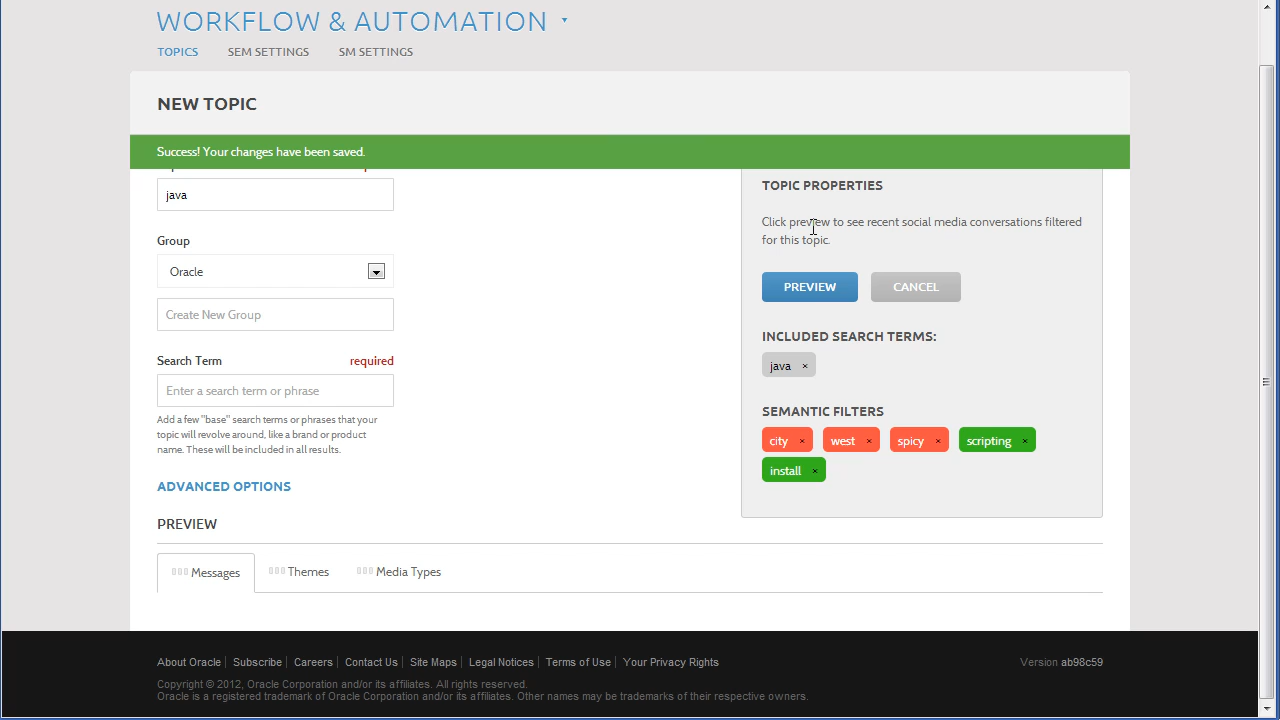 WORKFLOW & AUTOMATION
TOPICS SEM SETTINGS SM SETTINGS
NEW TOPIC
Success! Your changes have been saved.
java
Group
Oracle
Create New Group
Search Term required
Enter a search term or phrase
Add a few "base" search terms or phrases that your
topic will revolve around, like a brand or product
name. These will be included in all results.
ADVANCED OPTIONS
TOPIC PROPERTIES
Click preview to see recent social media conversations filtered
for this topic.
PREVIEW CANCEL
INCLUDED SEARCH TERMS:
java ×
SEMANTIC FILTERS
city × west × spicy × scripting ×
install ×
PREVIEW
Messages Themes Media Types
About Oracle | Subscribe | Careers | Contact Us | Site Maps | Legal Notices | Terms of Use | Your Privacy Rights
Version ab98c59
Copyright © 2012, Oracle Corporation and/or its affiliates. All rights reserved.
Oracle is a registered trademark of Oracle Corporation and/or its affiliates. Other names may be trademarks of their respective owners.